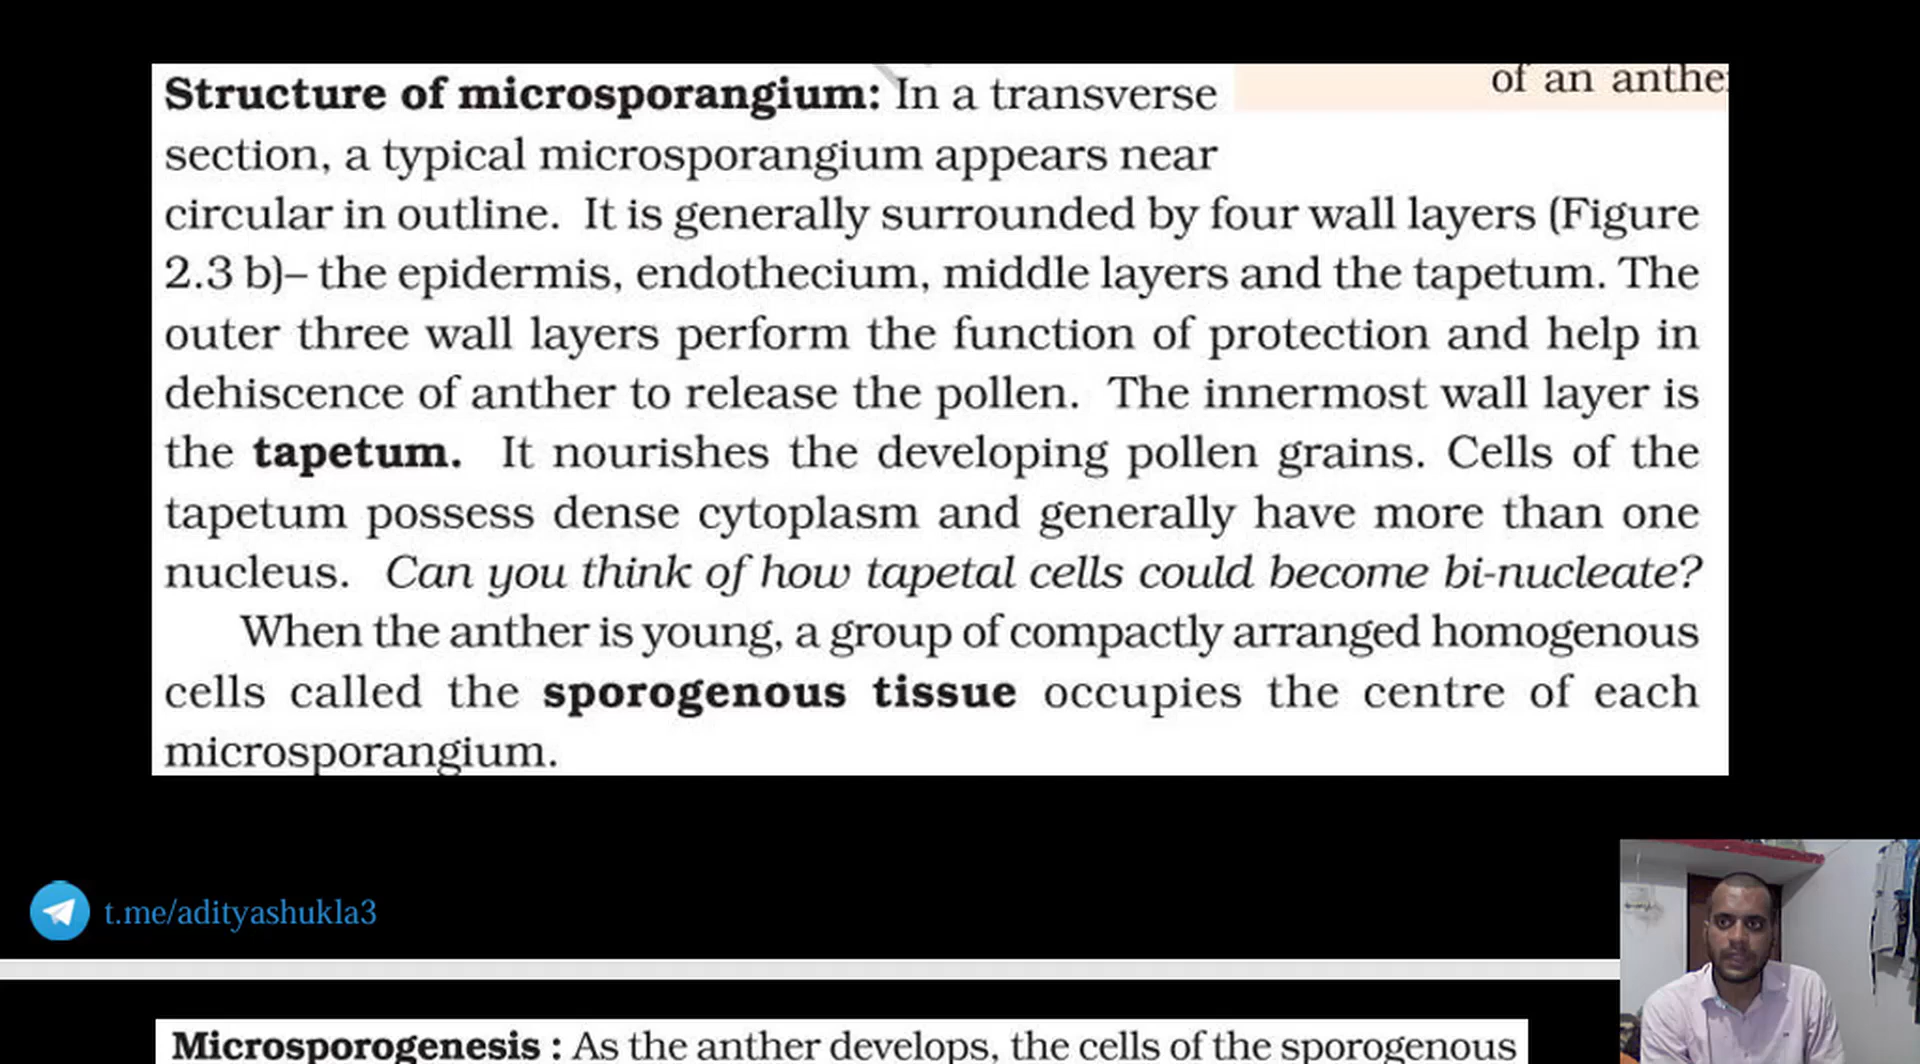 of an anther
Structure of microsporangium: In a transverse
section, a typical microsporangium appears near
circular in outline. It is generally surrounded by four wall layers (Figure
2.3 b)– the epidermis, endothecium, middle layers and the tapetum. The
outer three wall layers perform the function of protection and help in
dehiscence of anther to release the pollen. The innermost wall layer is
the tapetum. It nourishes the developing pollen grains. Cells of the
tapetum possess dense cytoplasm and generally have more than one
nucleus. Can you think of how tapetal cells could become bi-nucleate?
When the anther is young, a group of compactly arranged homogenous
cells called the sporogenous tissue occupies the centre of each
microsporangium.
t.me/adityashukla3
Microsporogenesis : As the anther develops, the cells of the sporogenous